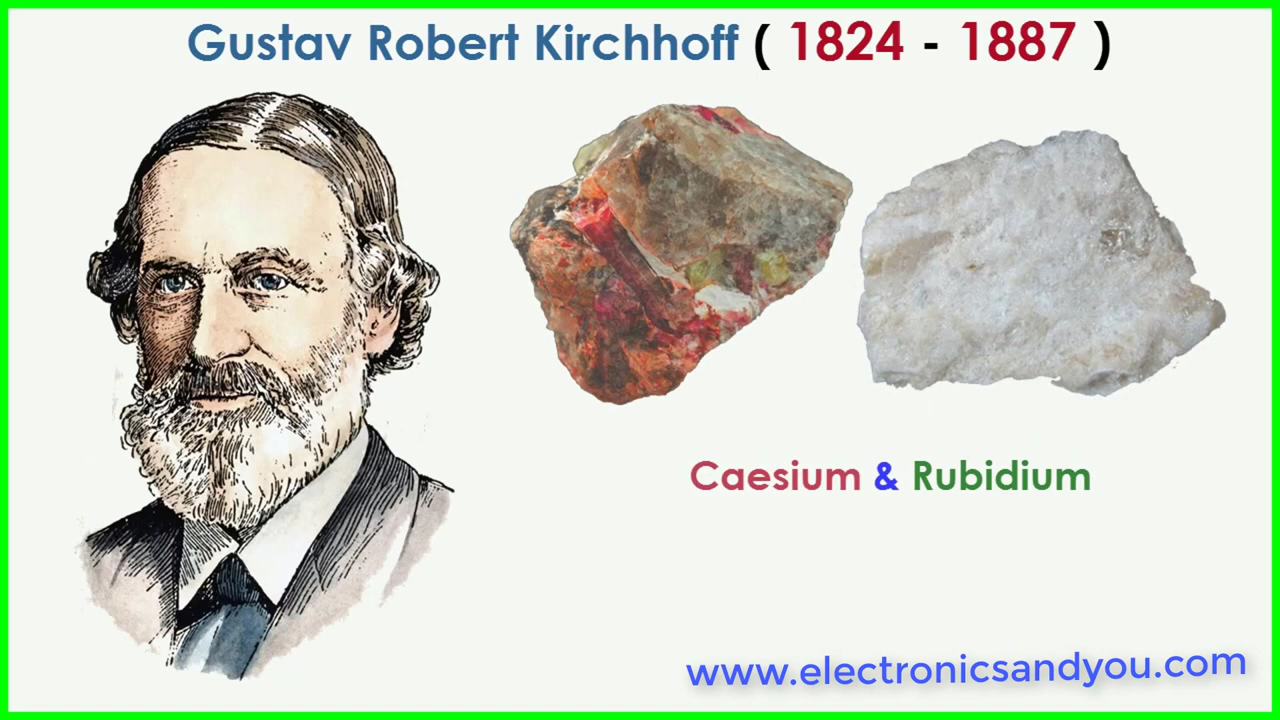 Gustav Robert Kirchhoff ( 1824 - 1887 )
Caesium & Rubidium
www.electronicsandyou.com